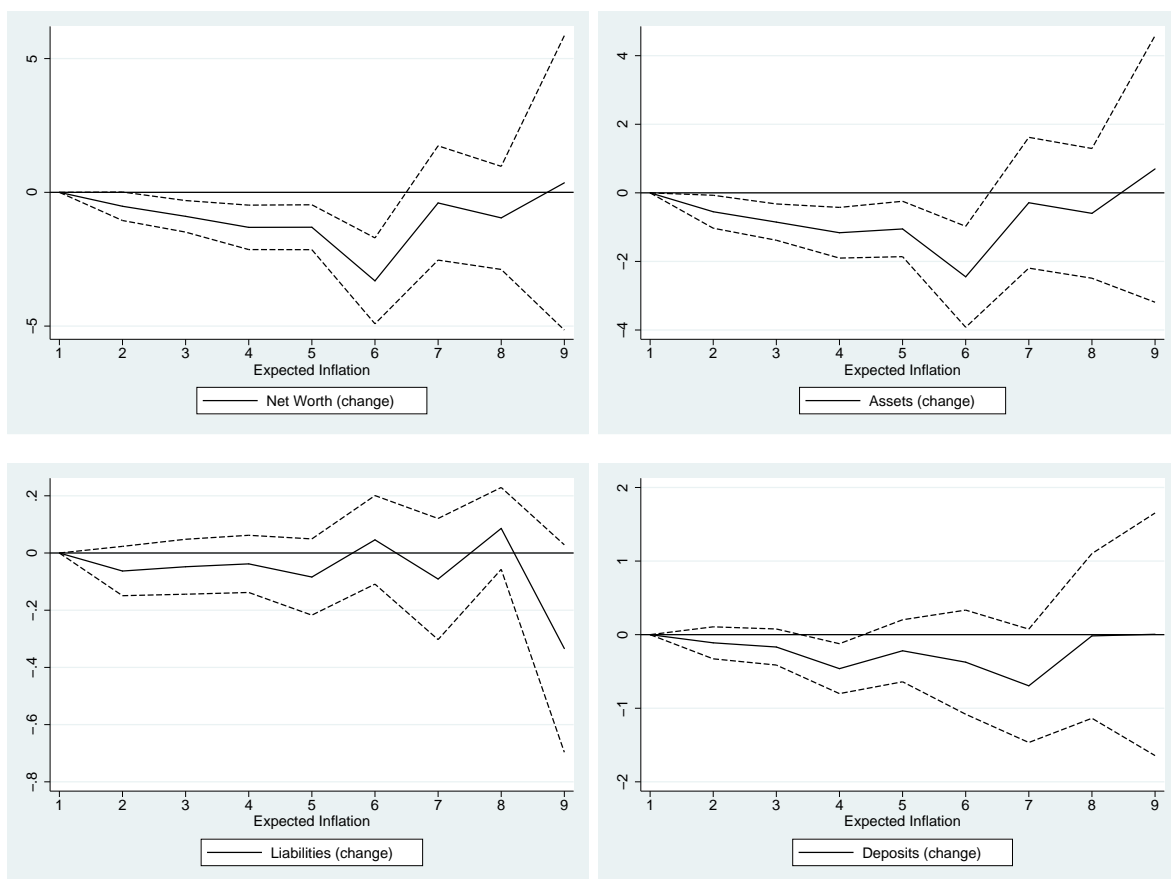 5
0
−5
1 2 3 4 5 6 7 8 9
Expected Inflation
Net Worth (change)
4
2
0
−2
−4
1 2 3 4 5 6 7 8 9
Expected Inflation
Assets (change)
.2
0
−.2
−.4
−.6
−.8
1 2 3 4 5 6 7 8 9
Expected Inflation
Liabilities (change)
2
1
0
−1
−2
1 2 3 4 5 6 7 8 9
Expected Inflation
Deposits (change)